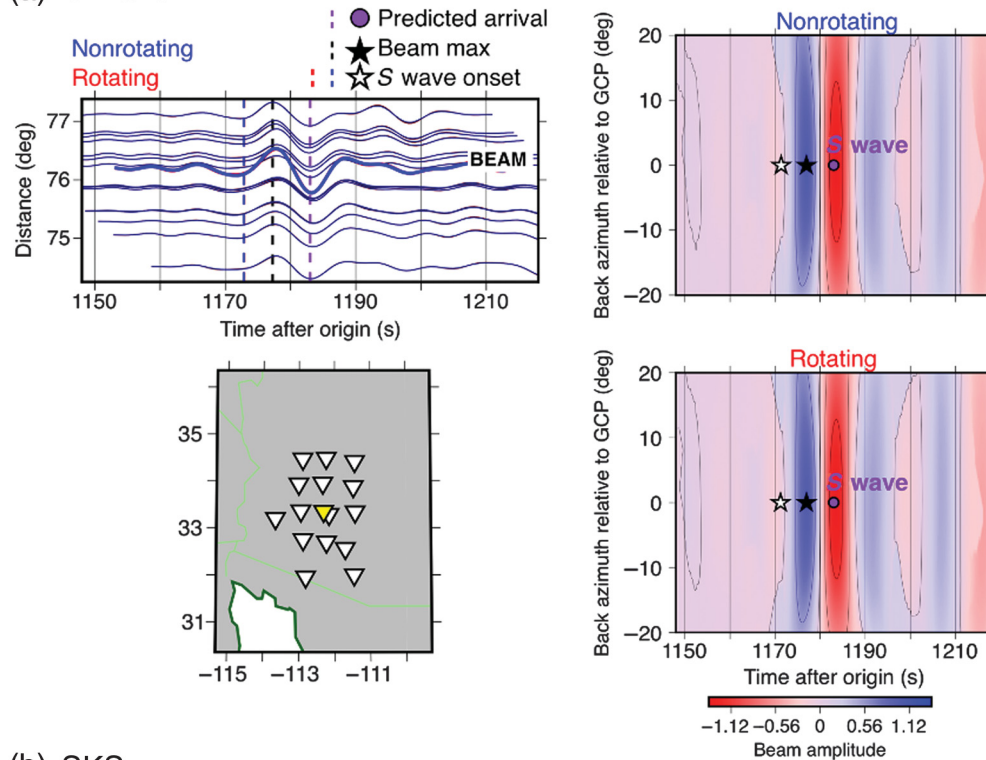 Predicted arrival
Nonrotating
Beam max
Rotating
S wave onset
Distance (deg)
77
76
75
BEAM
1150 1170 1190 1210
Time after origin (s)
35
33
31
−115 −113 −111
Nonrotating
Back azimuth relative to GCP (deg)
20
10
0
−10
−20
S wave
Rotating
Back azimuth relative to GCP (deg)
20
10
0
−10
−20
S wave
1150 1170 1190 1210
Time after origin (s)
−1.12 −0.56 0 0.56 1.12
Beam amplitude